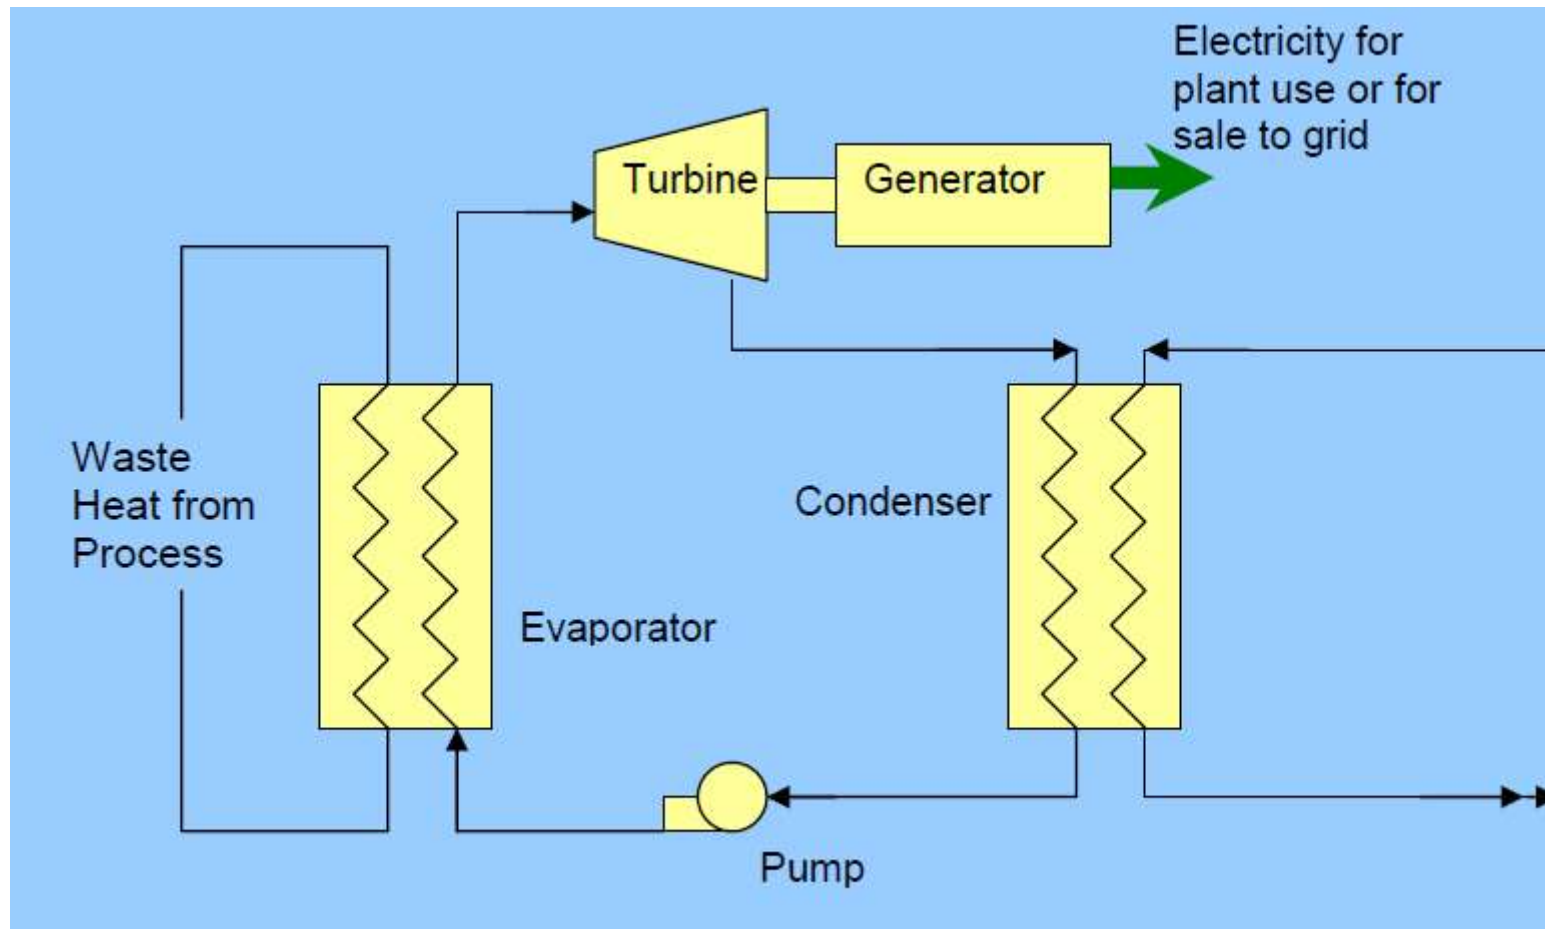 Electricity for
plant use or for
sale to grid
Turbine
Generator
Waste
Heat from
Process
Condenser
Evaporator
Pump